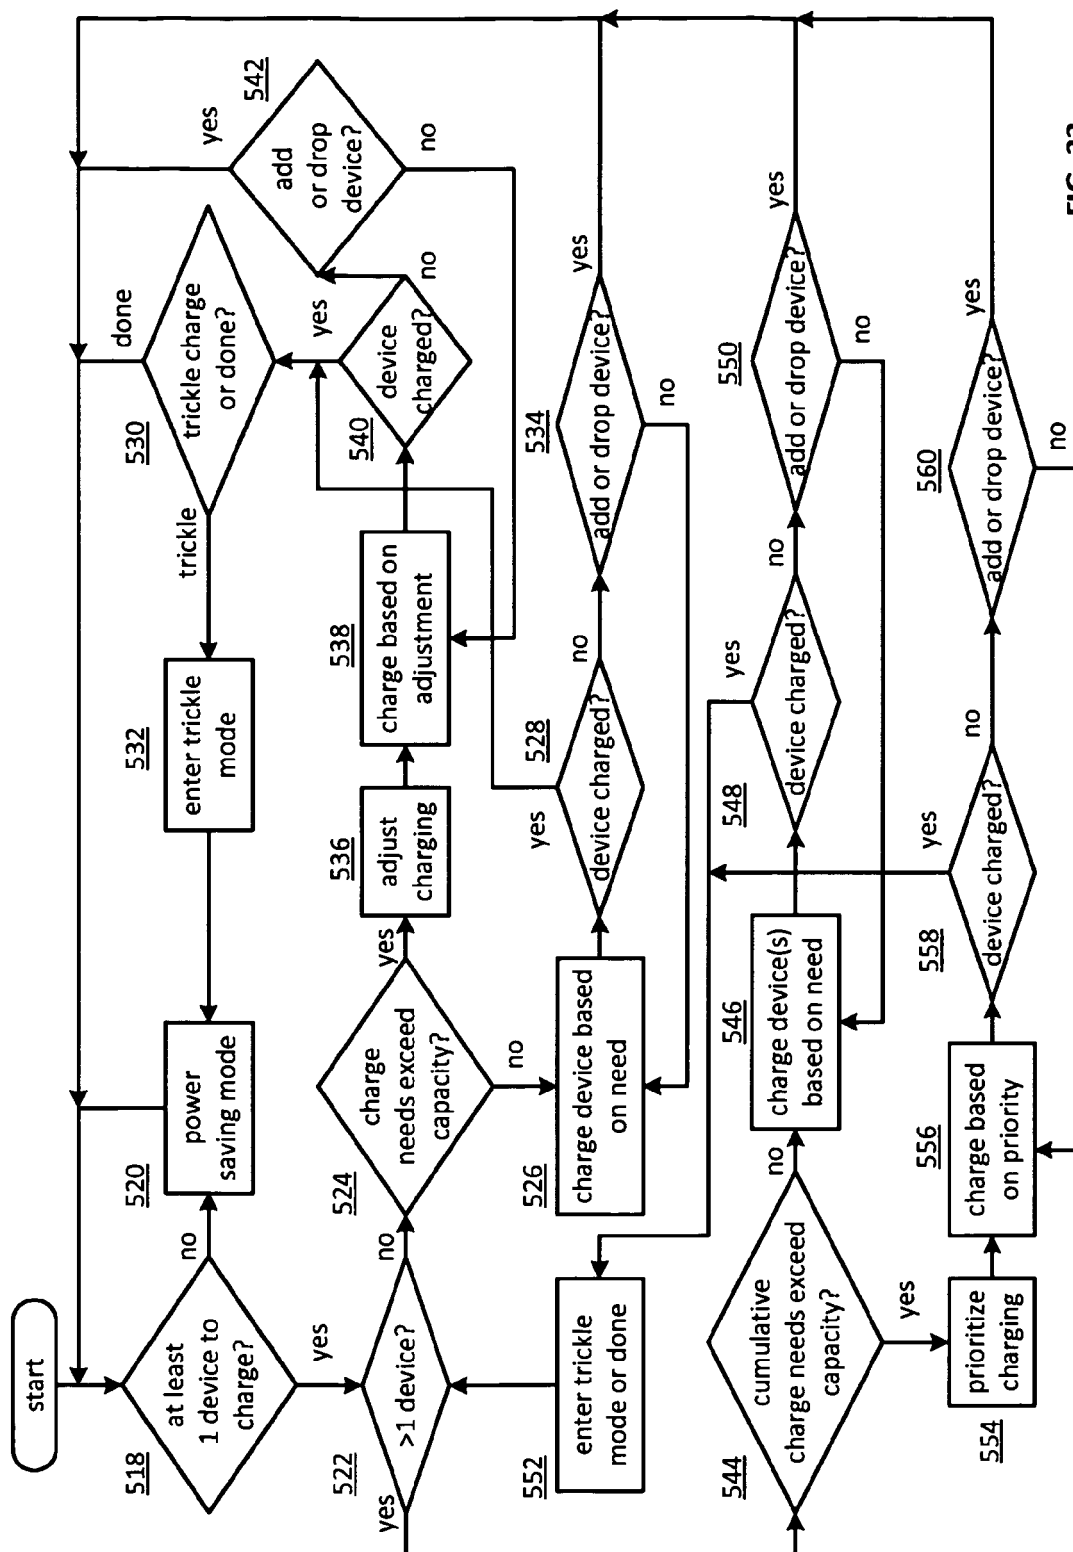 start
518
at least
1 device to
charge?
no
yes
520
power
saving mode
532
enter trickle
mode
trickle
530
trickle charge
or done?
done
yes
542
add
or drop
device?
no
522
>1 device?
yes
no
524
charge
needs exceed
capacity?
yes
no
536
adjust
charging
538
charge based on
adjustment
540
device
charged?
yes
no
552
enter trickle
mode or done
526
charge device based
on need
528
device charged?
yes
no
534
add or drop device?
yes
no
544
cumulative
charge needs exceed
capacity?
no
yes
546
charge device(s)
based on need
548
device charged?
yes
no
550
add or drop device?
yes
no
554
prioritize
charging
556
charge based
on priority
558
device charged?
yes
no
560
add or drop device?
yes
no
FIG.